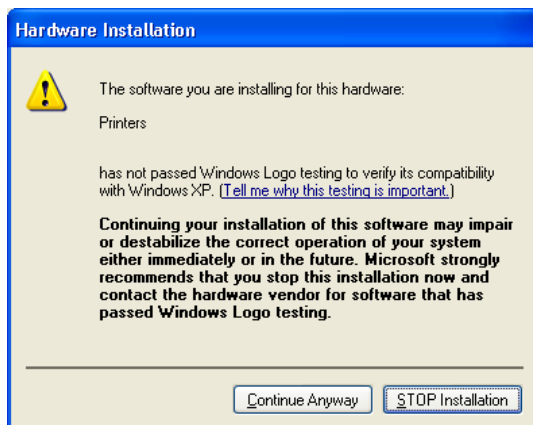 Hardware Installation
The software you are installing for this hardware:
Printers
has not passed Windows Logo testing to verify its compatibility
with Windows XP. (Tell me why this testing is important.)
Continuing your installation of this software may impair
or destabilize the correct operation of your system
either immediately or in the future. Microsoft strongly
recommends that you stop this installation now and
contact the hardware vendor for software that has
passed Windows Logo testing.
Continue Anyway
STOP Installation